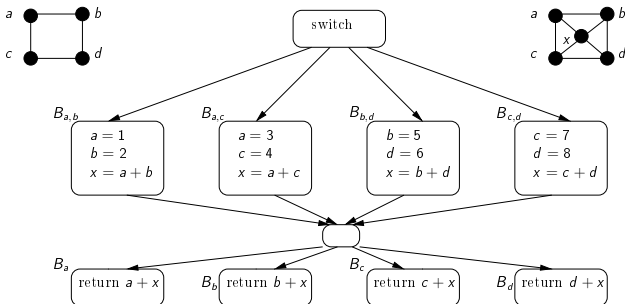 a b
c d
switch
a b
x
c d
B_{a,b}
a = 1
b = 2
x = a + b
B_{a,c}
a = 3
c = 4
x = a + c
B_{b,d}
b = 5
d = 6
x = b + d
B_{c,d}
c = 7
d = 8
x = c + d
B_a
return a + x
B_b
return b + x
B_c
return c + x
B_d
return d + x